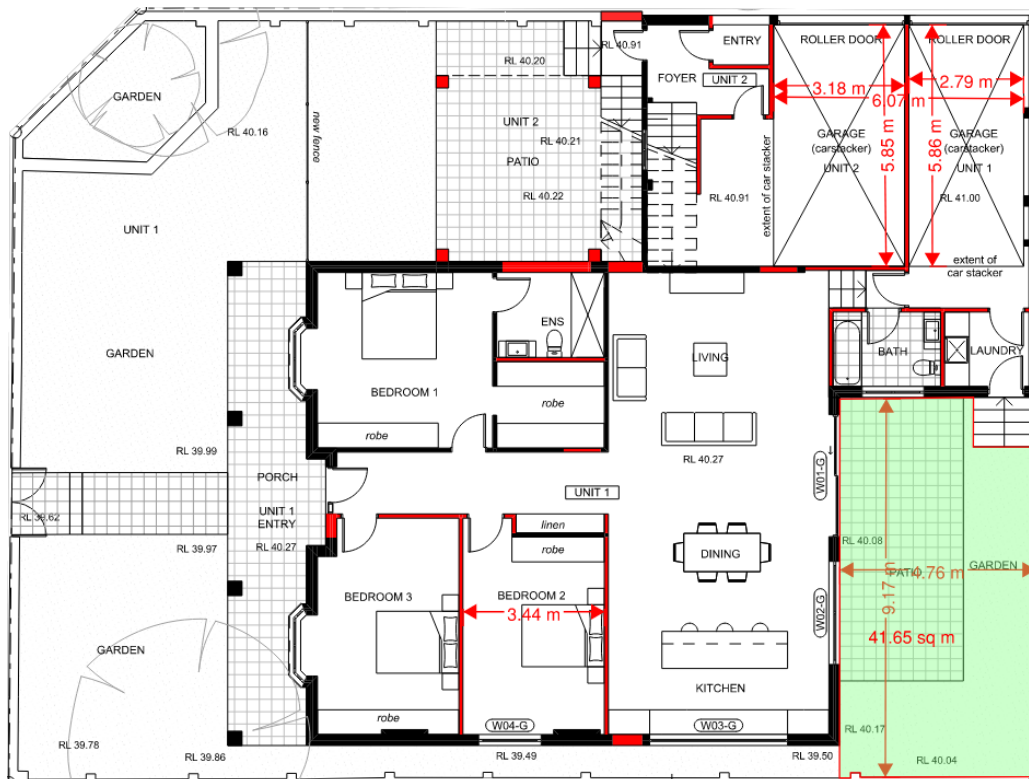 RL 40.91
ENTRY
ROLLER DOOR
ROLLER DOOR
RL 40.20
FOYER
UNIT 2
3.18 m
2.79 m
6.07 m
GARDEN
RL 40.16
new fence
UNIT 2
RL 40.21
PATIO
GARAGE
(carstacker)
UNIT 2
5.85 m
GARAGE
(carstacker)
UNIT 1
5.86 m
RL 40.22
RL 40.91
extent of car stacker
RL 41.00
UNIT 1
extent of
car stacker
GARDEN
ENS
LIVING
BATH
LAUNDRY
BEDROOM 1
robe
robe
RL 39.99
RL 40.27
W01-G
PORCH
UNIT 1
ENTRY
UNIT 1
RL 39.62
linen
RL 39.97
RL 40.27
robe
DINING
RL 40.08
PATIO
4.76 m
GARDEN
9.17 m
BEDROOM 3
BEDROOM 2
3.44 m
W02-G
41.65 sq m
GARDEN
KITCHEN
robe
W04-G
W03-G
RL 40.17
RL 39.78
RL 39.86
RL 39.49
RL 39.50
RL 40.04